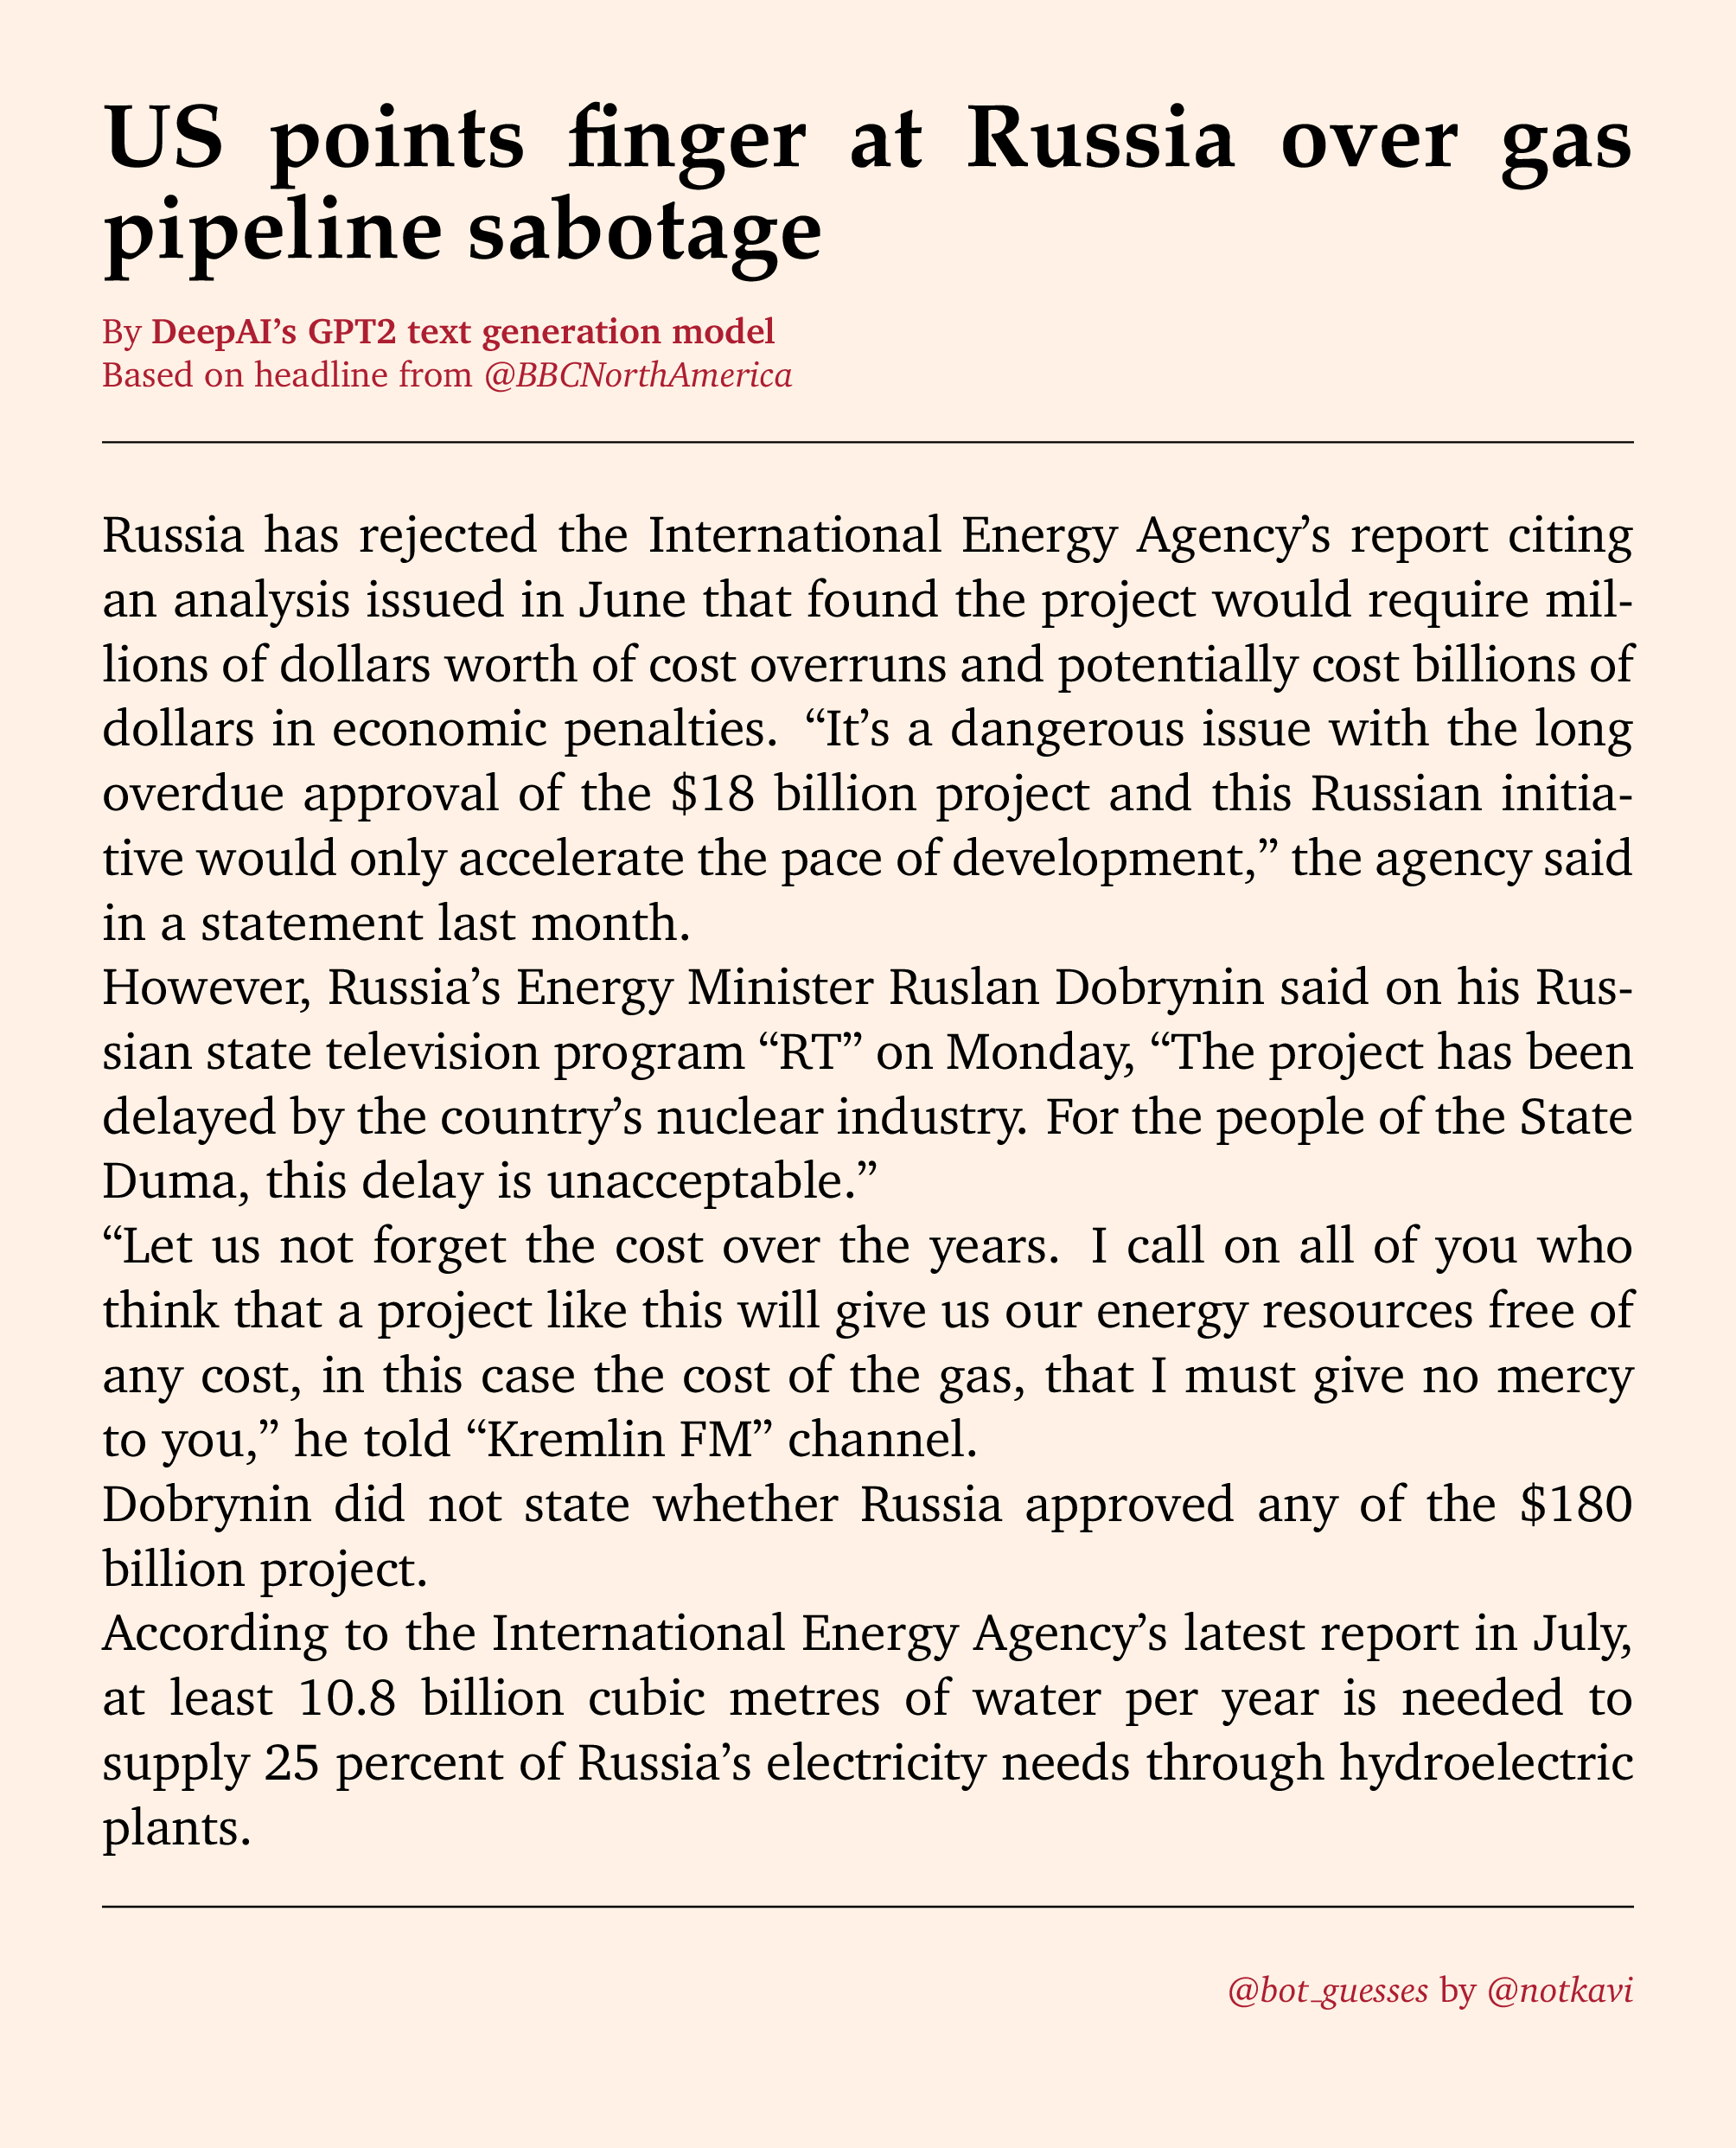 US points finger at Russia over gas
pipeline sabotage
By DeepAI’s GPT2 text generation model
Based on headline from @BBCNorthAmerica
Russia has rejected the International Energy Agency’s report citing
an analysis issued in June that found the project would require mil-
lions of dollars worth of cost overruns and potentially cost billions of
dollars in economic penalties. “It’s a dangerous issue with the long
overdue approval of the $18 billion project and this Russian initia-
tive would only accelerate the pace of development,” the agency said
in a statement last month.
However, Russia’s Energy Minister Ruslan Dobrynin said on his Rus-
sian state television program “RT” on Monday, “The project has been
delayed by the country’s nuclear industry. For the people of the State
Duma, this delay is unacceptable.”
“Let us not forget the cost over the years. I call on all of you who
think that a project like this will give us our energy resources free of
any cost, in this case the cost of the gas, that I must give no mercy
to you,” he told “Kremlin FM” channel.
Dobrynin did not state whether Russia approved any of the $180
billion project.
According to the International Energy Agency’s latest report in July,
at least 10.8 billion cubic metres of water per year is needed to
supply 25 percent of Russia’s electricity needs through hydroelectric
plants.
@bot_guesses by @notkavi